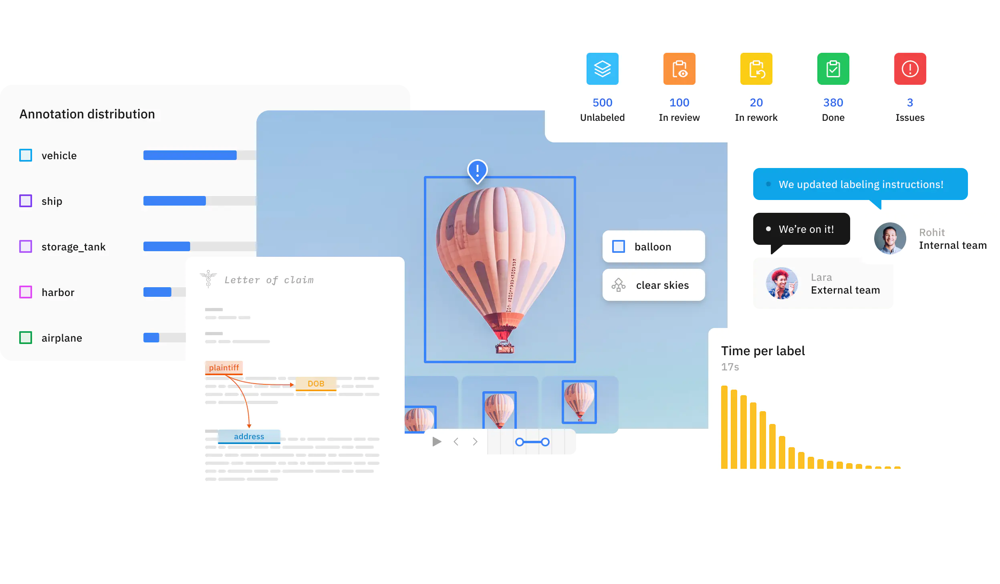 500
Unlabeled
100
In review
20
In rework
380
Done
3
Issues
Annotation distribution
vehicle
ship
storage_tank
harbor
airplane
Letter of claim
plaintiff
DOB
address
KAPADOKYABALLOONS.COM
balloon
clear skies
We updated labeling instructions!
Rohit
Internal team
We’re on it!
Lara
External team
Time per label
17s